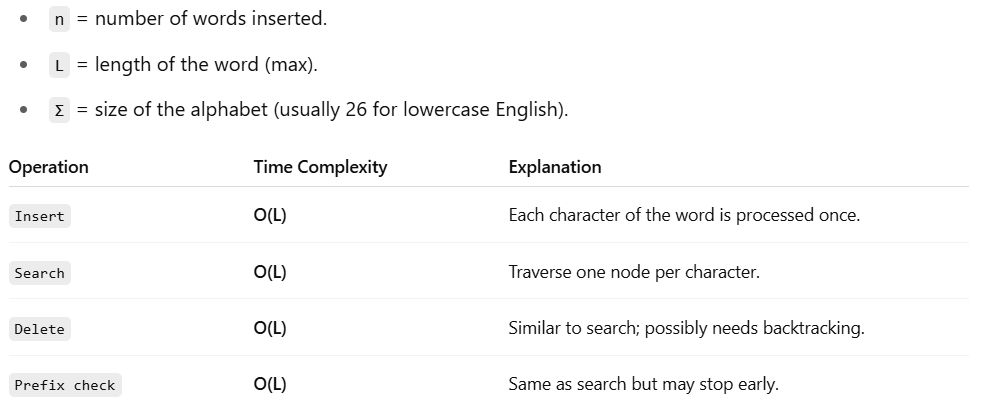 n = number of words inserted.
L = length of the word (max).
Σ = size of the alphabet (usually 26 for lowercase English).
Operation Time Complexity Explanation
Insert O(L) Each character of the word is processed once.
Search O(L) Traverse one node per character.
Delete O(L) Similar to search; possibly needs backtracking.
Prefix check O(L) Same as search but may stop early.